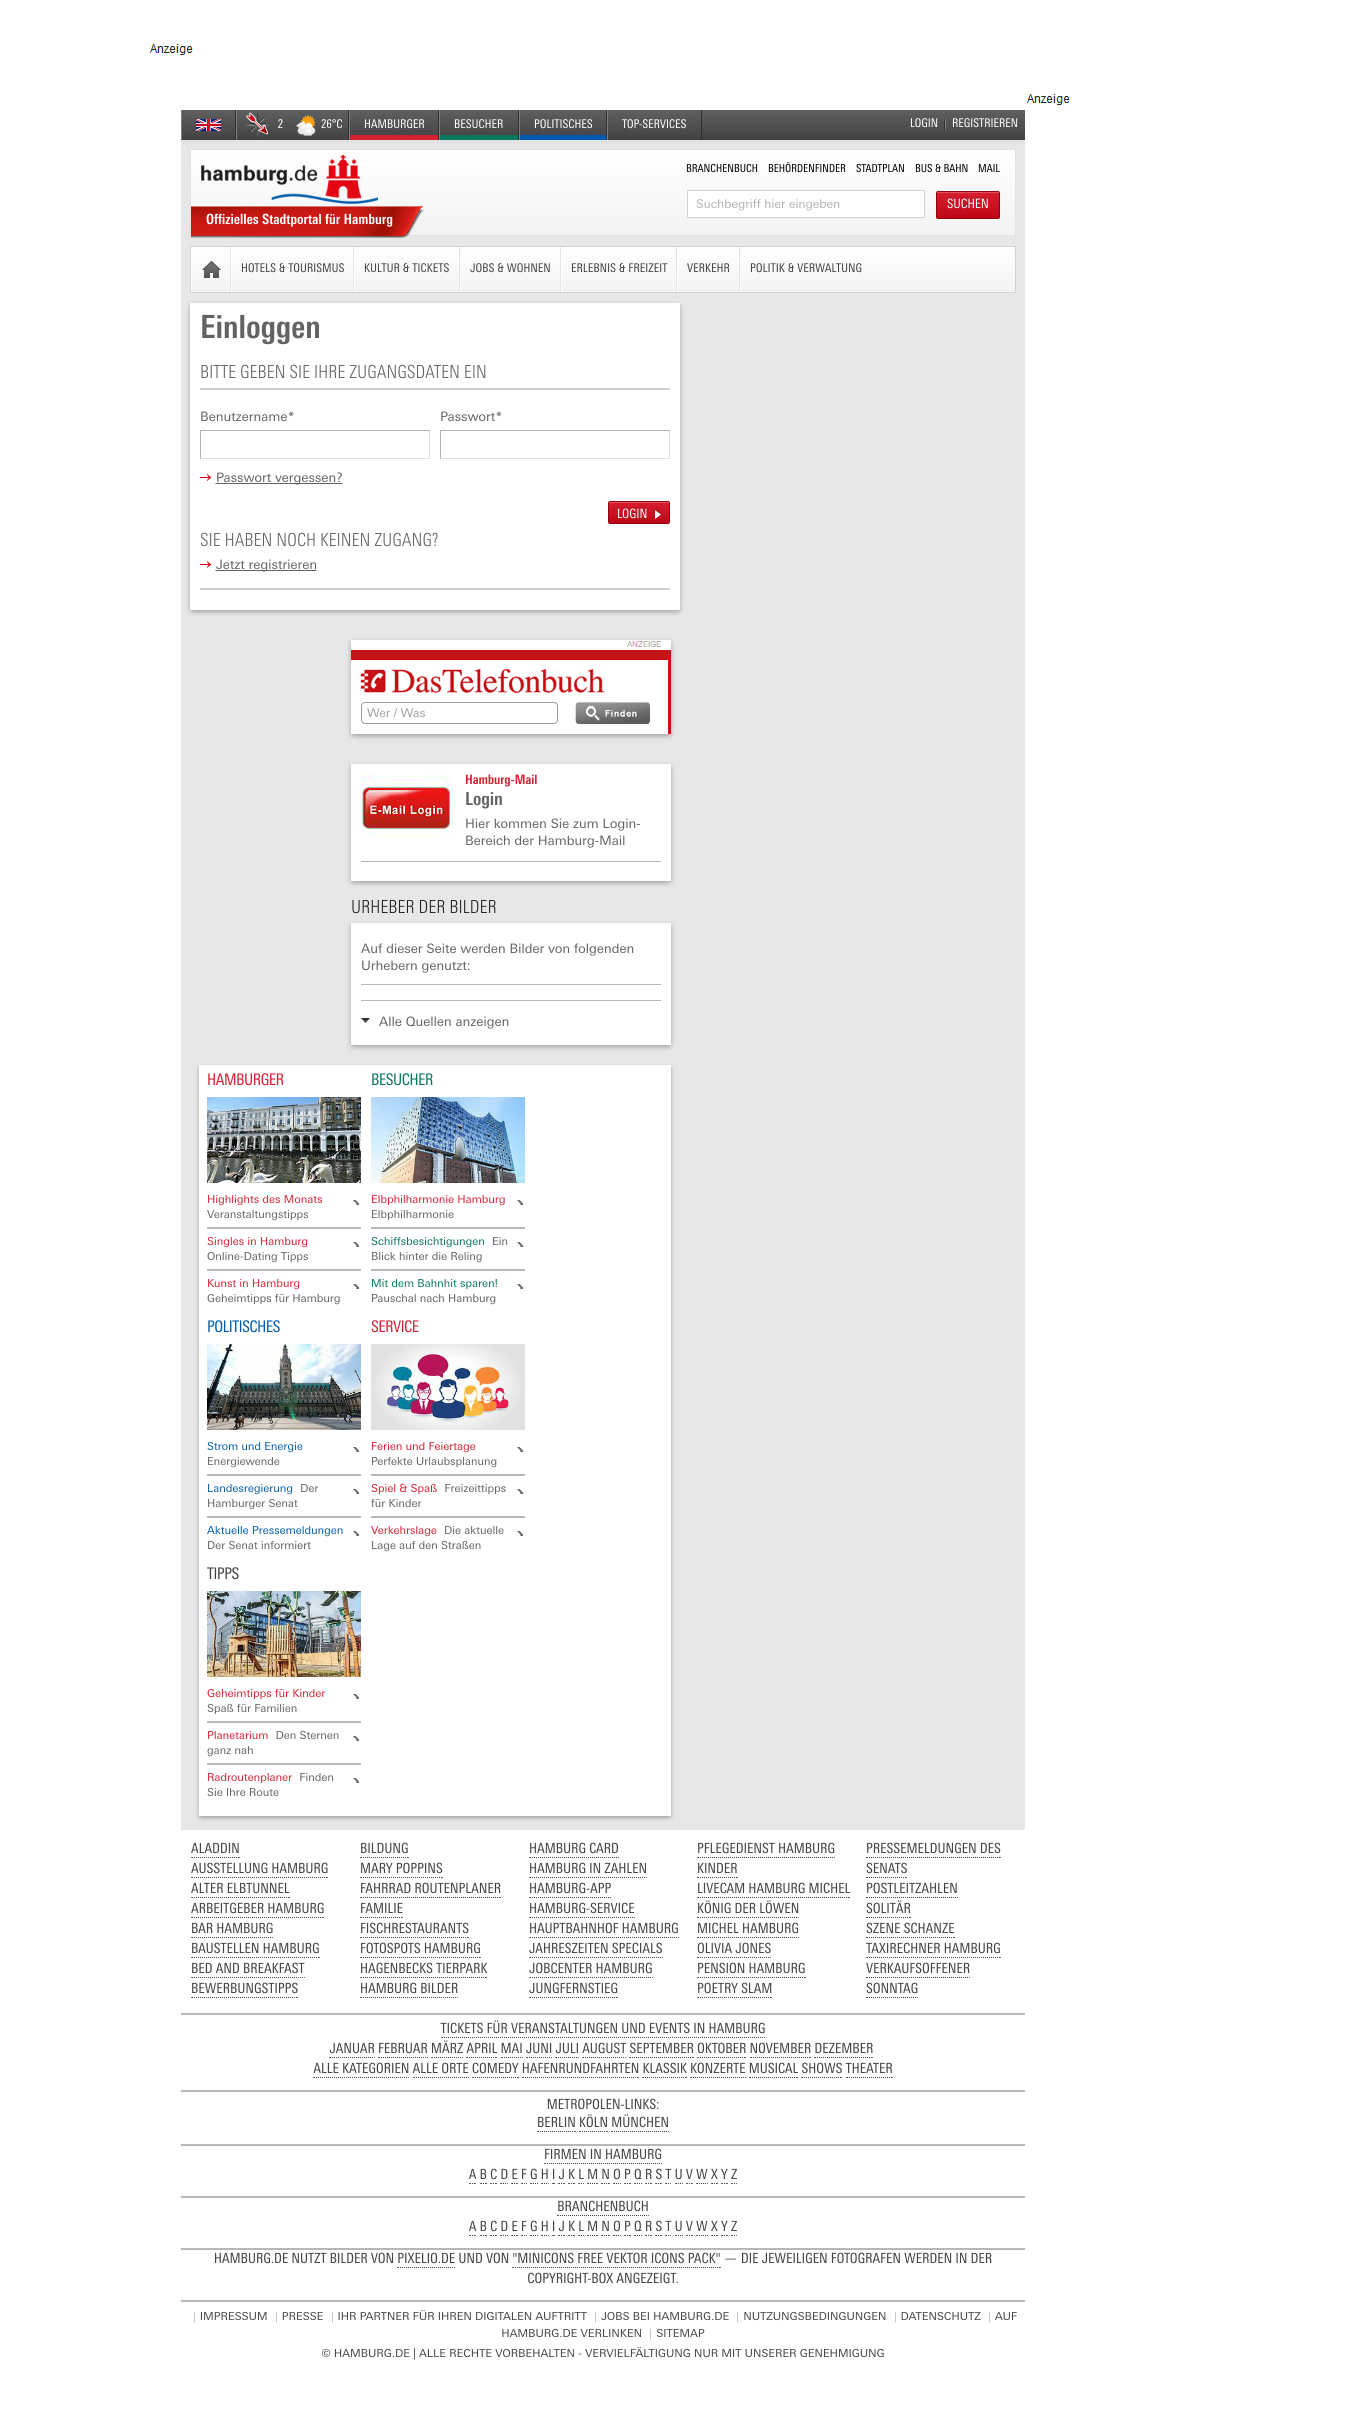 Anzeige
Anzeige
2 26°C HAMBURGER BESUCHER POLITISCHES TOP-SERVICES LOGIN REGISTRIEREN
hamburg.de
Offizielles Stadtportal für Hamburg
BRANCHENBUCH BEHÖRDENFINDER STADTPLAN BUS & BAHN MAIL
Suchbegriff hier eingeben SUCHEN
HOTELS & TOURISMUS KULTUR & TICKETS JOBS & WOHNEN ERLEBNIS & FREIZEIT VERKEHR POLITIK & VERWALTUNG
Einloggen
BITTE GEBEN SIE IHRE ZUGANGSDATEN EIN
Benutzername* Passwort*
Passwort vergessen?
LOGIN
SIE HABEN NOCH KEINEN ZUGANG?
Jetzt registrieren
ANZEIGE
DasTelefonbuch
Wer / Was Finden
E-Mail Login
Hamburg-Mail
Login
Hier kommen Sie zum Login-
Bereich der Hamburg-Mail
URHEBER DER BILDER
Auf dieser Seite werden Bilder von folgenden
Urhebern genutzt:
Alle Quellen anzeigen
HAMBURGER
Highlights des Monats
Veranstaltungstipps
Singles in Hamburg
Online-Dating Tipps
Kunst in Hamburg
Geheimtipps für Hamburg
BESUCHER
Elbphilharmonie Hamburg
Elbphilharmonie
Schiffsbesichtigungen Ein
Blick hinter die Reling
Mit dem Bahnhit sparen!
Pauschal nach Hamburg
POLITISCHES
Strom und Energie
Energiewende
Landesregierung Der
Hamburger Senat
Aktuelle Pressemeldungen
Der Senat informiert
SERVICE
Ferien und Feiertage
Perfekte Urlaubsplanung
Spiel & Spaß Freizeittipps
für Kinder
Verkehrslage Die aktuelle
Lage auf den Straßen
TIPPS
Geheimtipps für Kinder
Spaß für Familien
Planetarium Den Sternen
ganz nah
Radroutenplaner Finden
Sie Ihre Route
ALADDIN
AUSSTELLUNG HAMBURG
ALTER ELBTUNNEL
ARBEITGEBER HAMBURG
BAR HAMBURG
BAUSTELLEN HAMBURG
BED AND BREAKFAST
BEWERBUNGSTIPPS
BILDUNG
MARY POPPINS
FAHRRAD ROUTENPLANER
FAMILIE
FISCHRESTAURANTS
FOTOSPOTS HAMBURG
HAGENBECKS TIERPARK
HAMBURG BILDER
HAMBURG CARD
HAMBURG IN ZAHLEN
HAMBURG-APP
HAMBURG-SERVICE
HAUPTBAHNHOF HAMBURG
JAHRESZEITEN SPECIALS
JOBCENTER HAMBURG
JUNGFERNSTIEG
PFLEGEDIENST HAMBURG
KINDER
LIVECAM HAMBURG MICHEL
KÖNIG DER LÖWEN
MICHEL HAMBURG
OLIVIA JONES
PENSION HAMBURG
POETRY SLAM
PRESSEMELDUNGEN DES
SENATS
POSTLEITZAHLEN
SOLITÄR
SZENE SCHANZE
TAXIRECHNER HAMBURG
VERKAUFSOFFENER
SONNTAG
TICKETS FÜR VERANSTALTUNGEN UND EVENTS IN HAMBURG
JANUAR FEBRUAR MÄRZ APRIL MAI JUNI JULI AUGUST SEPTEMBER OKTOBER NOVEMBER DEZEMBER
ALLE KATEGORIEN ALLE ORTE COMEDY HAFENRUNDFAHRTEN KLASSIK KONZERTE MUSICAL SHOWS THEATER
METROPOLEN-LINKS:
BERLIN KÖLN MÜNCHEN
FIRMEN IN HAMBURG
A B C D E F G H I J K L M N O P Q R S T U V W X Y Z
BRANCHENBUCH
A B C D E F G H I J K L M N O P Q R S T U V W X Y Z
HAMBURG.DE NUTZT BILDER VON PIXELIO.DE UND VON "MINICONS FREE VEKTOR ICONS PACK" — DIE JEWEILIGEN FOTOGRAFEN WERDEN IN DER
COPYRIGHT-BOX ANGEZEIGT.
| IMPRESSUM | PRESSE | IHR PARTNER FÜR IHREN DIGITALEN AUFTRITT | JOBS BEI HAMBURG.DE | NUTZUNGSBEDINGUNGEN | DATENSCHUTZ | AUF
HAMBURG.DE VERLINKEN | SITEMAP
© HAMBURG.DE | ALLE RECHTE VORBEHALTEN - VERVIELFÄLTIGUNG NUR MIT UNSERER GENEHMIGUNG